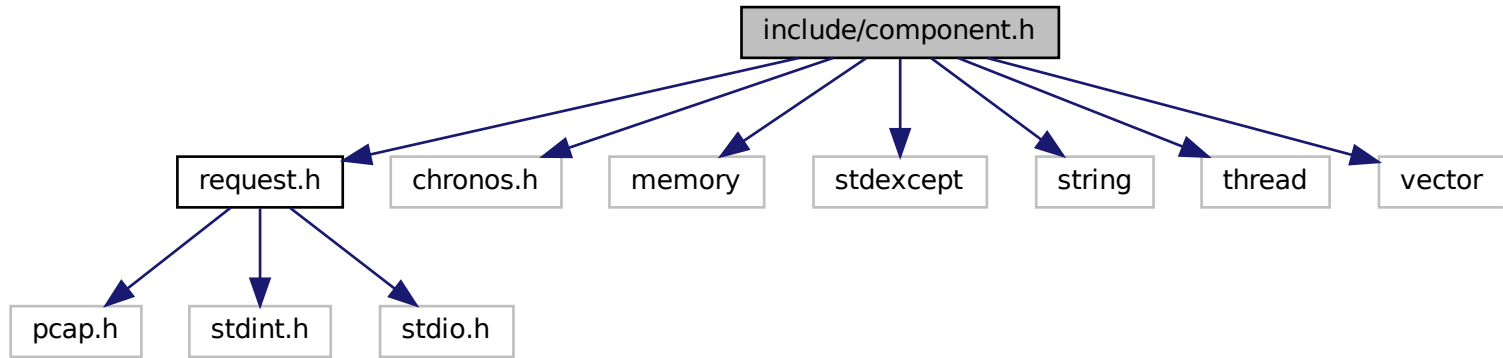 include/component.h
request.h
chronos.h
memory
stdexcept
string
thread
vector
pcap.h
stdint.h
stdio.h